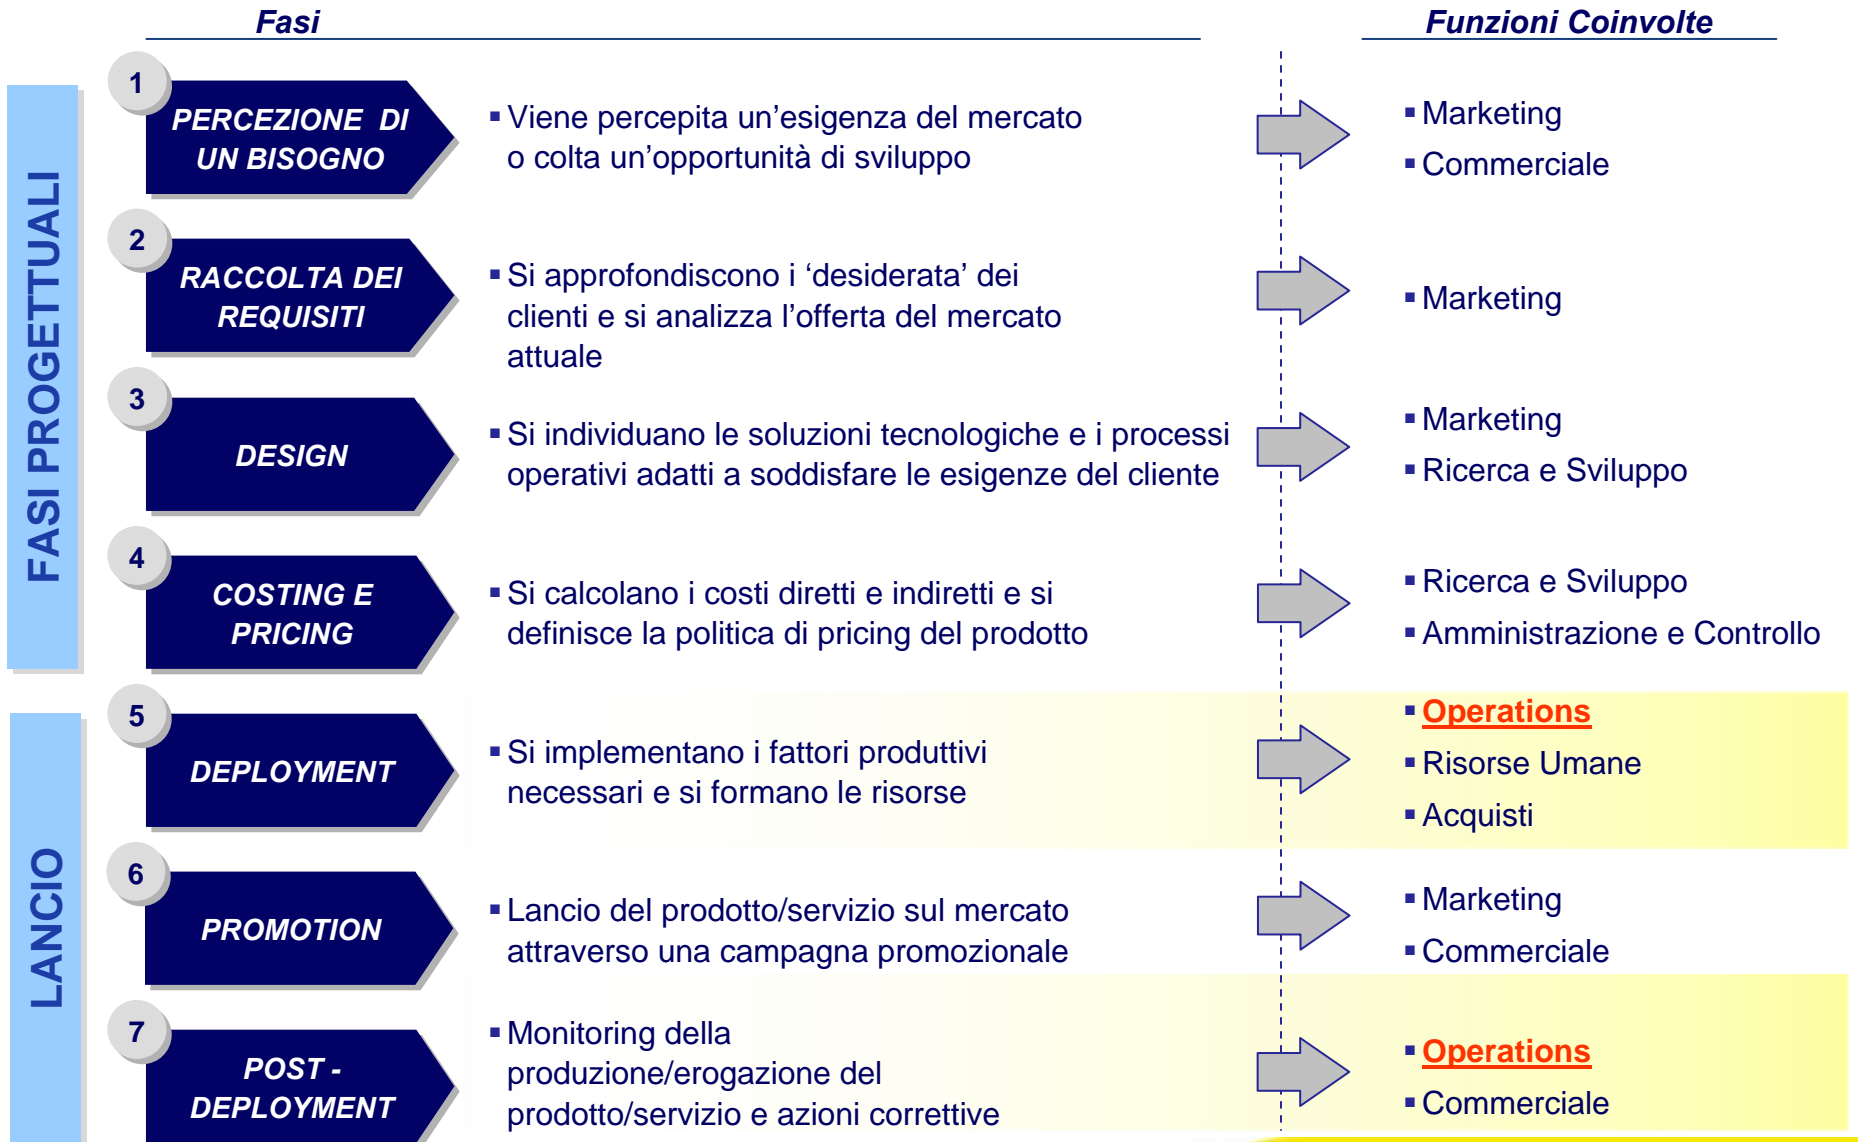 Fasi
Funzioni Coinvolte
FASI PROGETTUALI
1
PERCEZIONE DI
UN BISOGNO
▪ Viene percepita un’esigenza del mercato
o colta un’opportunità di sviluppo
▪ Marketing
▪ Commerciale
2
RACCOLTA DEI
REQUISITI
▪ Si approfondiscono i ‘desiderata’ dei
clienti e si analizza l’offerta del mercato
attuale
▪ Marketing
3
DESIGN
▪ Si individuano le soluzioni tecnologiche e i processi
operativi adatti a soddisfare le esigenze del cliente
▪ Marketing
▪ Ricerca e Sviluppo
4
COSTING E
PRICING
▪ Si calcolano i costi diretti e indiretti e si
definisce la politica di pricing del prodotto
▪ Ricerca e Sviluppo
▪ Amministrazione e Controllo
LANCIO
5
DEPLOYMENT
▪ Si implementano i fattori produttivi
necessari e si formano le risorse
▪ Operations
▪ Risorse Umane
▪ Acquisti
6
PROMOTION
▪ Lancio del prodotto/servizio sul mercato
attraverso una campagna promozionale
▪ Marketing
▪ Commerciale
7
POST -
DEPLOYMENT
▪ Monitoring della
produzione/erogazione del
prodotto/servizio e azioni correttive
▪ Operations
▪ Commerciale